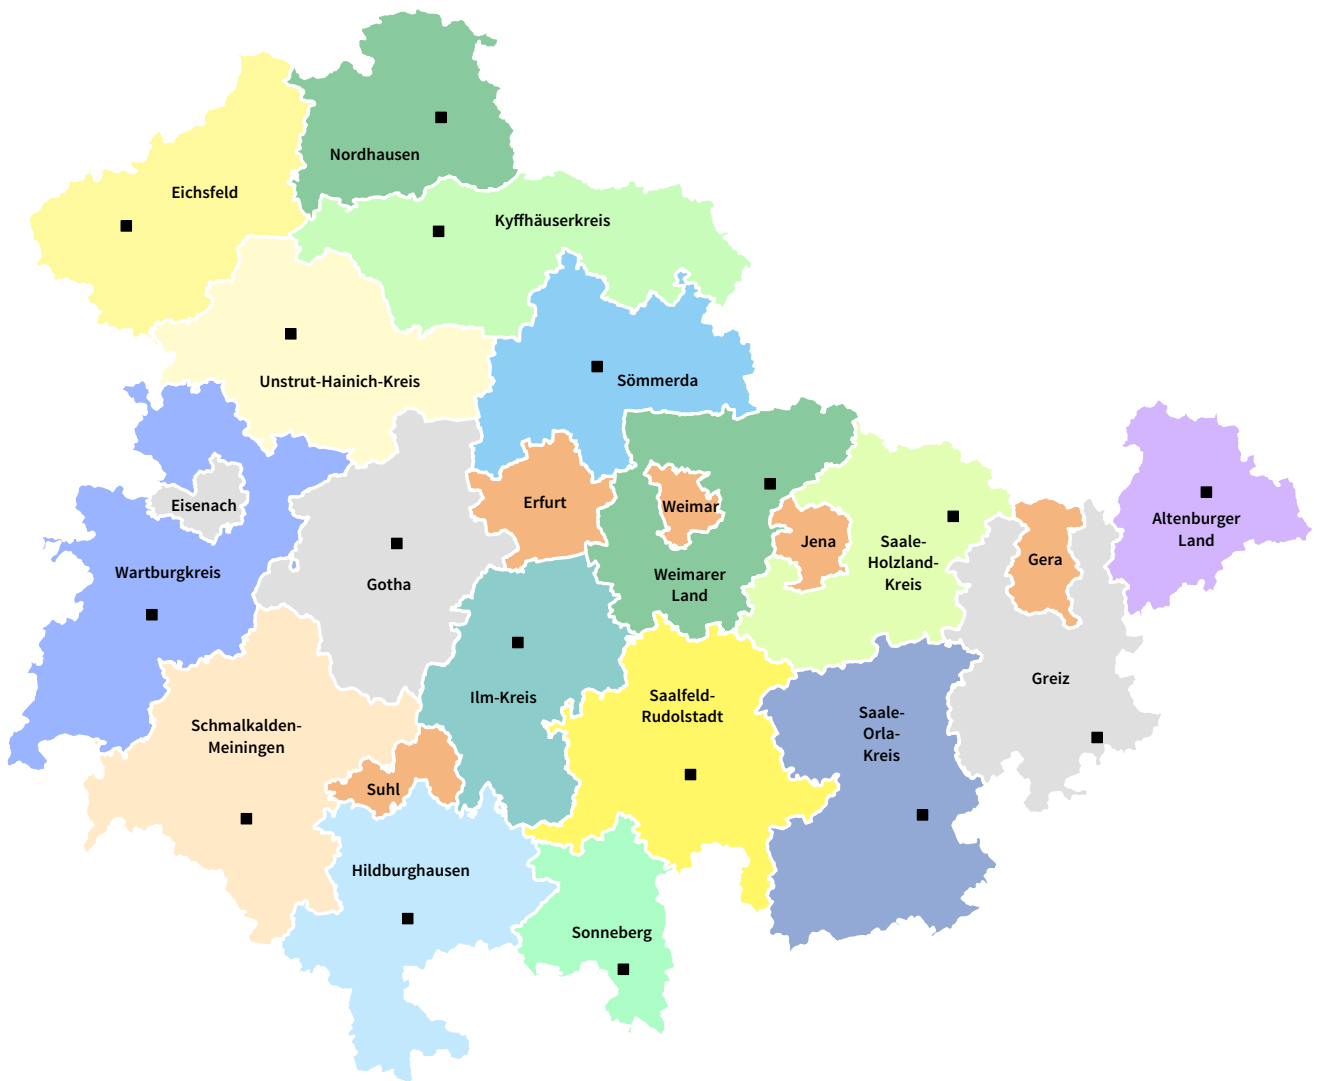 Nordhausen
Eichsfeld
Kyffhäuserkreis
Unstrut-Hainich-Kreis
Sömmerda
Eisenach
Erfurt
Weimar
Altenburger
Land
Jena
Saale-
Holzland-
Kreis
Gera
Wartburgkreis
Gotha
Weimarer
Land
Greiz
Ilm-Kreis
Saalfeld-
Rudolstadt
Saale-
Orla-
Kreis
Schmalkalden-
Meiningen
Suhl
Hildburghausen
Sonneberg